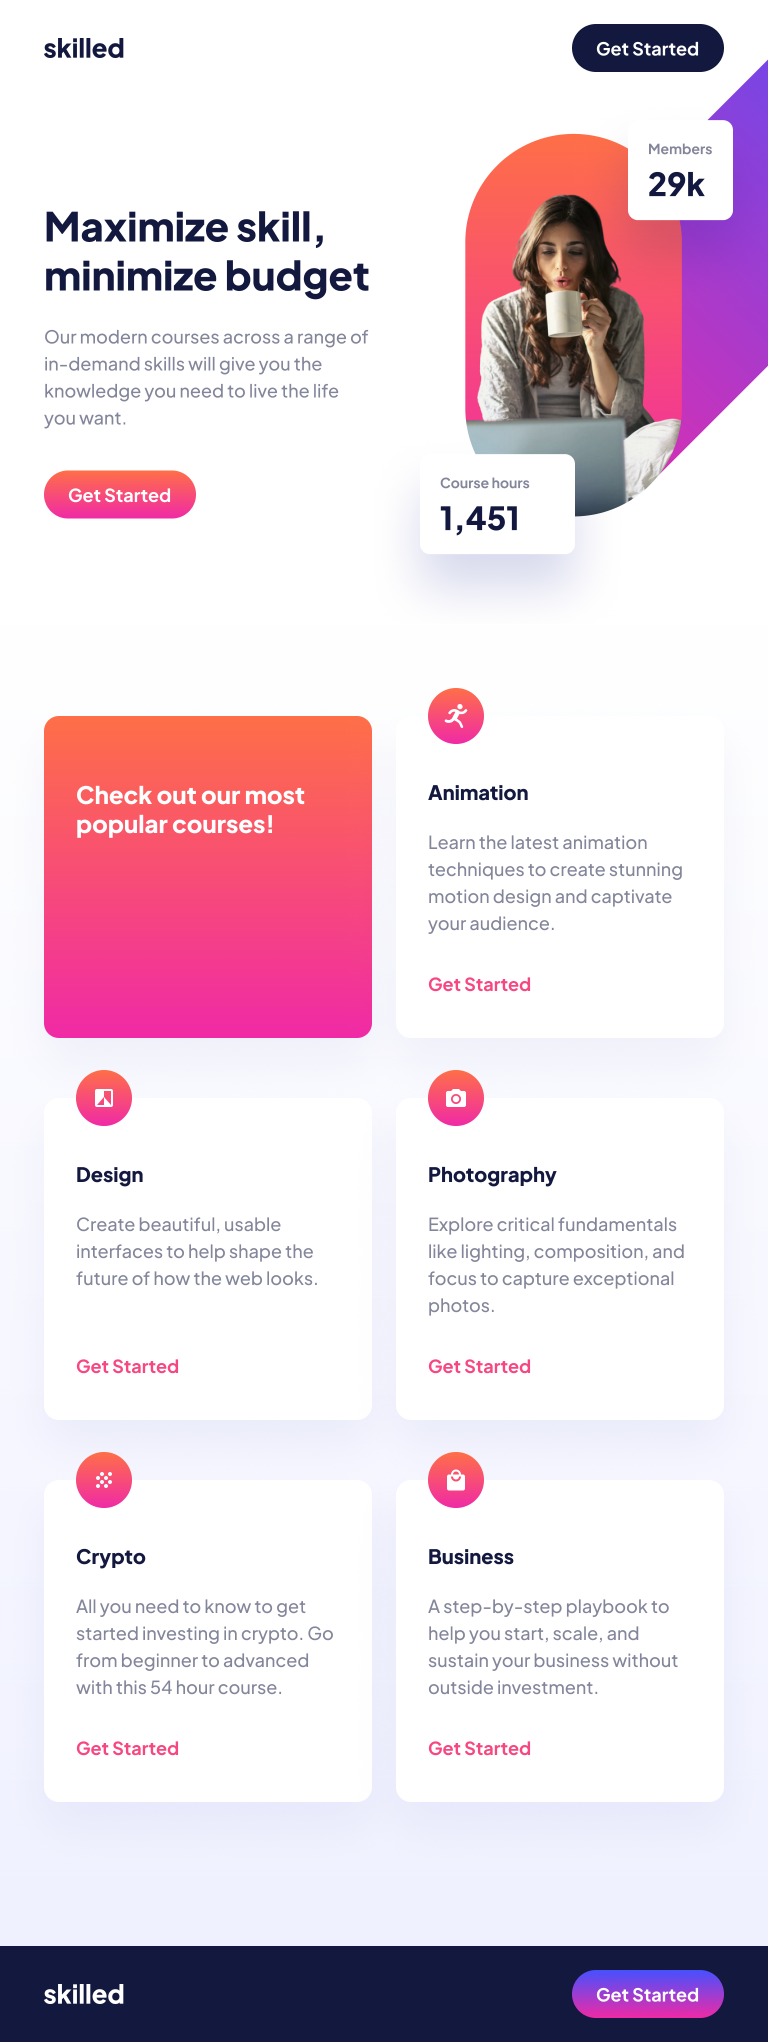 skilled
Get Started
Members
29k
Maximize skill,
minimize budget
Our modern courses across a range of
in-demand skills will give you the
knowledge you need to live the life
you want.
Get Started
Course hours
1,451
Check out our most
popular courses!
Animation
Learn the latest animation
techniques to create stunning
motion design and captivate
your audience.
Get Started
Design
Create beautiful, usable
interfaces to help shape the
future of how the web looks.
Get Started
Photography
Explore critical fundamentals
like lighting, composition, and
focus to capture exceptional
photos.
Get Started
Crypto
All you need to know to get
started investing in crypto. Go
from beginner to advanced
with this 54 hour course.
Get Started
Business
A step-by-step playbook to
help you start, scale, and
sustain your business without
outside investment.
Get Started
skilled
Get Started